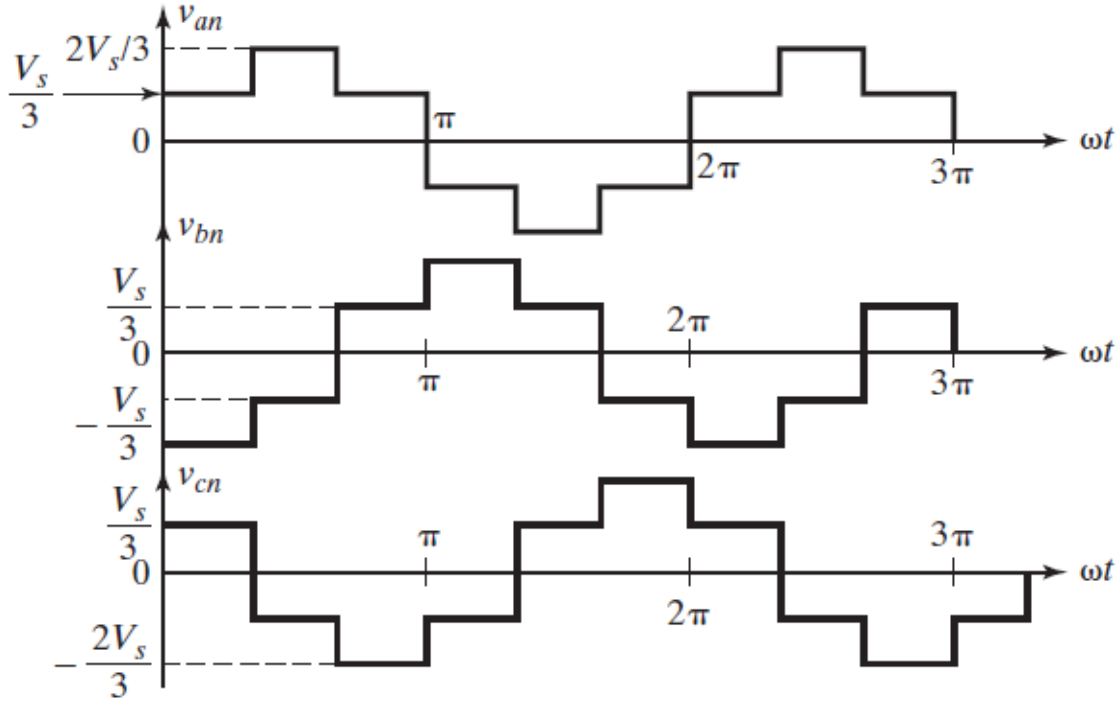 v_an
2V_s/3
V_s/3
0
π
2π
3π
ωt
v_bn
V_s/3
0
-V_s/3
π
2π
3π
ωt
v_cn
V_s/3
0
-2V_s/3
π
2π
3π
ωt